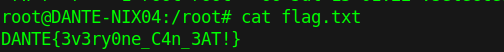 root@DANTE-NIX04:/root# cat flag.txt
DANTE{3v3ry0ne_C4n_3AT!}